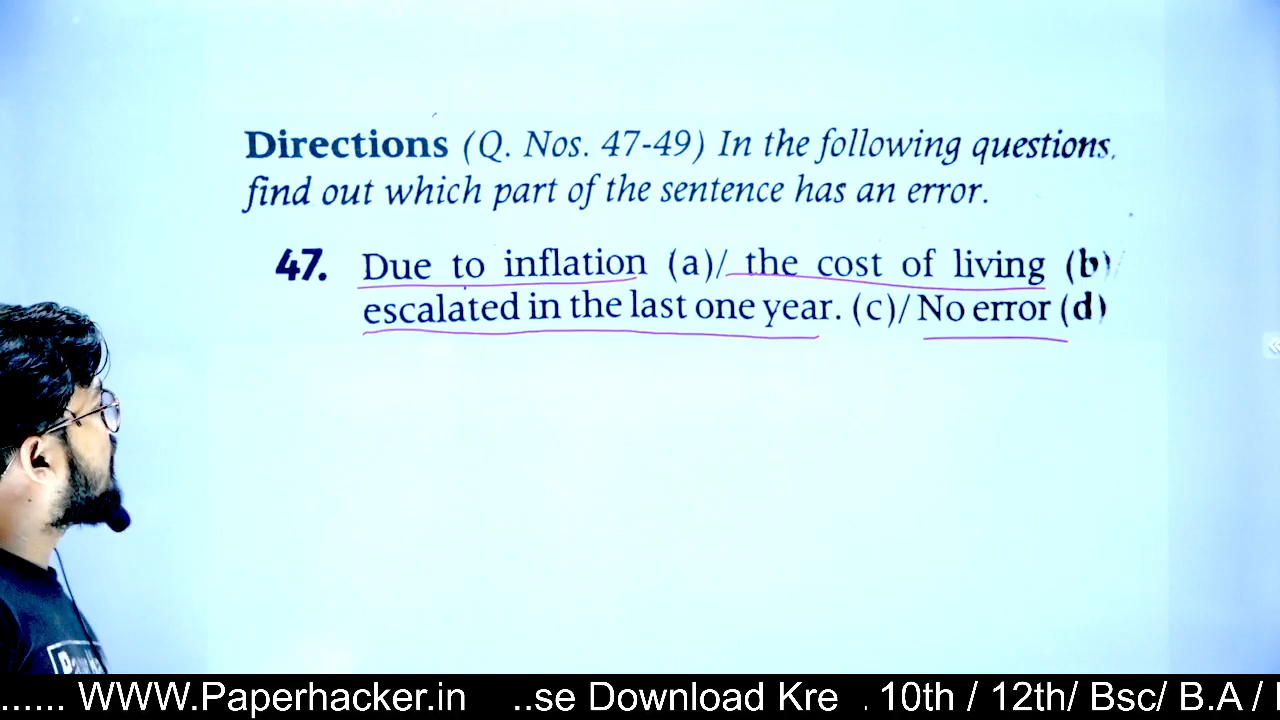 Directions (Q. Nos. 47-49) In the following questions,
find out which part of the sentence has an error.
47. Due to inflation (a)/ the cost of living (b)/
escalated in the last one year. (c)/ No error (d)
...... WWW.Paperhacker.in ..se Download Kre . 10th / 12th/ Bsc/ B.A /